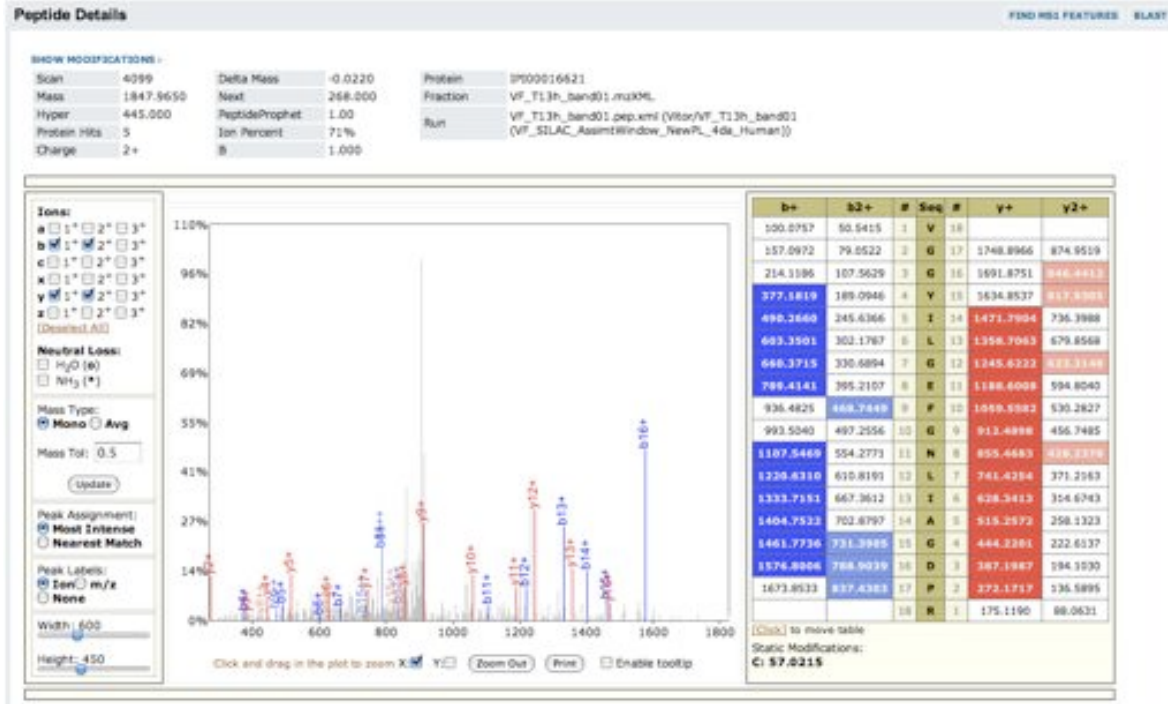 Peptide Details
FIND MS1 FEATURES BLAST
SHOW MODIFICATIONS
Scan 4099 Delta Mass -0.0220 Protein IPI00016621
Mass 1847.9650 Next 268.000 Fraction VF_T13h_band01.mzXML
Hyper 445.000 PeptideProphet 1.00 Run VF_T13h_band01.pep.xml (Vitor/VF_T13h_band01
Protein Hits 5 Ion Percent 71% (VF_SILAC_AssimtWindow_NewPL_4da_Human))
Charge 2+ B 1.000
Ions:
a 1+ 2+ 3+
b 1+ 2+ 3+
c 1+ 2+ 3+
x 1+ 2+ 3+
y 1+ 2+ 3+
z 1+ 2+ 3+
[Deselect All]
Neutral Loss:
H2O (o)
NH3 (*)
Mass Type:
Mono Avg
Mass Tol: 0.5
Update
Peak Assignment:
Most Intense
Nearest Match
Peak Labels:
Ion m/z
None
Width: 600
Height: 450
110%
96%
82%
69%
55%
41%
27%
14%
0%
b16+
y12+
b13+
y9+
b8++
y10+
y13+
b14+
y11+
b12+
b11+
y5+
y7+
b7+
b6+
400 600 800 1000 1200 1400 1600 1800
Click and drag in the plot to zoom X: Y: Zoom Out Print Enable tooltip
b+ b2+ # Seq # y+ y2+
100.0757 50.5415 1 V 18
157.0972 79.0522 2 G 17 1748.8966 874.9519
214.1186 107.5629 3 G 16 1691.8751 846.4412
377.1819 189.0946 4 Y 15 1634.8537 817.9305
490.2660 245.6366 5 I 14 1471.7904 736.3988
603.3501 302.1787 6 L 13 1358.7063 679.8568
660.3715 330.6894 7 G 12 1245.6222 623.3148
789.4141 395.2107 8 E 11 1188.6008 594.8040
936.4825 468.7449 9 F 10 1059.5582 530.2827
993.5040 497.2556 10 G 9 912.4898 456.7485
1107.5469 554.2771 11 N 8 855.4683 428.2378
1220.6310 610.8191 12 L 7 741.4254 371.2163
1333.7151 667.3612 13 I 6 628.3413 314.6743
1404.7522 702.8797 14 A 5 515.2572 258.1323
1461.7736 731.3905 15 G 4 444.2201 222.6137
1576.8006 788.9039 16 D 3 387.1987 194.1030
1673.8533 837.4303 17 P 2 272.1717 136.5895
18 R 1 175.1190 88.0631
[Click] to move table
Static Modifications:
C: 57.0215